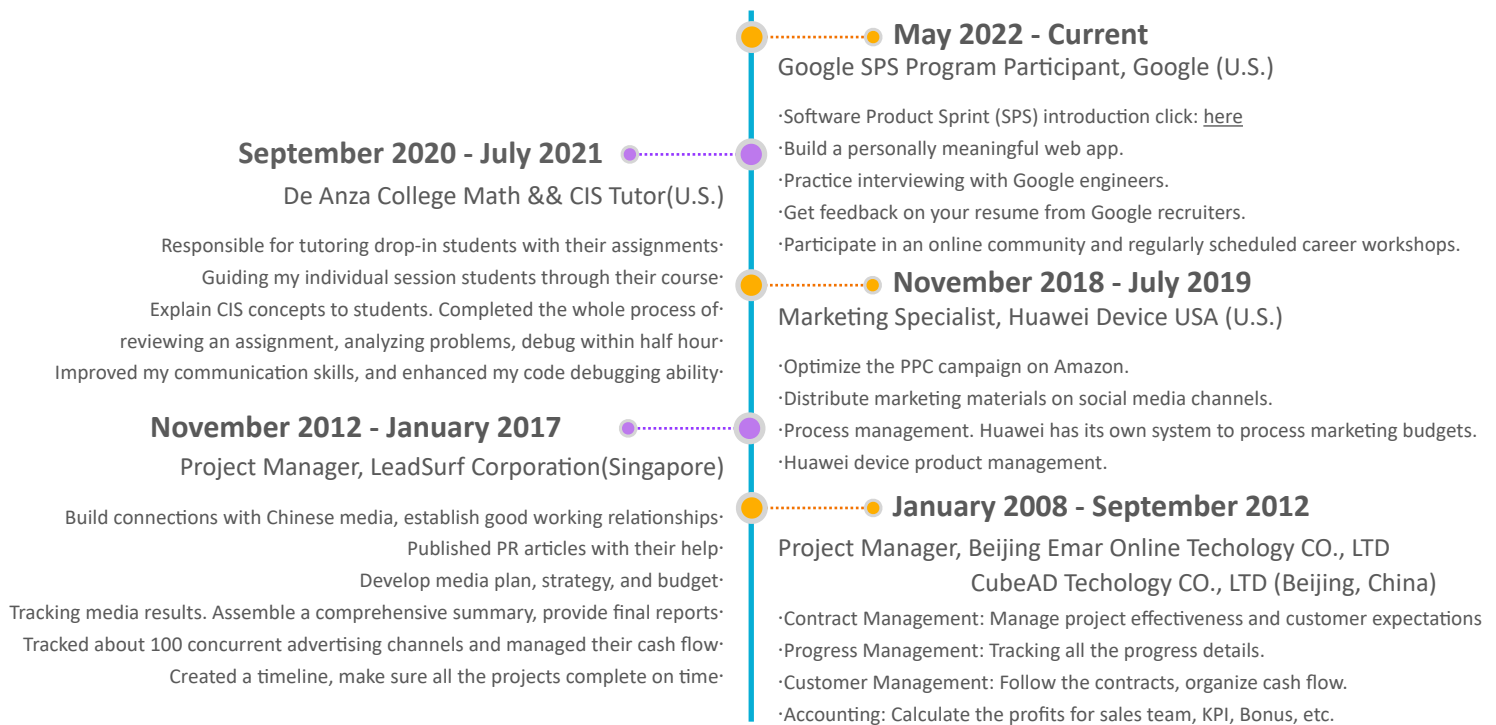 May 2022 - Current
Google SPS Program Participant, Google (U.S.)
·Software Product Sprint (SPS) introduction click: here
·Build a personally meaningful web app.
·Practice interviewing with Google engineers.
·Get feedback on your resume from Google recruiters.
·Participate in an online community and regularly scheduled career workshops.
September 2020 - July 2021
De Anza College Math && CIS Tutor(U.S.)
Responsible for tutoring drop-in students with their assignments·
Guiding my individual session students through their course·
Explain CIS concepts to students. Completed the whole process of·
reviewing an assignment, analyzing problems, debug within half hour·
Improved my communication skills, and enhanced my code debugging ability·
November 2018 - July 2019
Marketing Specialist, Huawei Device USA (U.S.)
·Optimize the PPC campaign on Amazon.
·Distribute marketing materials on social media channels.
·Process management. Huawei has its own system to process marketing budgets.
·Huawei device product management.
November 2012 - January 2017
Project Manager, LeadSurf Corporation(Singapore)
Build connections with Chinese media, establish good working relationships·
Published PR articles with their help·
Develop media plan, strategy, and budget·
Tracking media results. Assemble a comprehensive summary, provide final reports·
Tracked about 100 concurrent advertising channels and managed their cash flow·
Created a timeline, make sure all the projects complete on time·
January 2008 - September 2012
Project Manager, Beijing Emar Online Techology CO., LTD
CubeAD Techology CO., LTD (Beijing, China)
·Contract Management: Manage project effectiveness and customer expectations
·Progress Management: Tracking all the progress details.
·Customer Management: Follow the contracts, organize cash flow.
·Accounting: Calculate the profits for sales team, KPI, Bonus, etc.